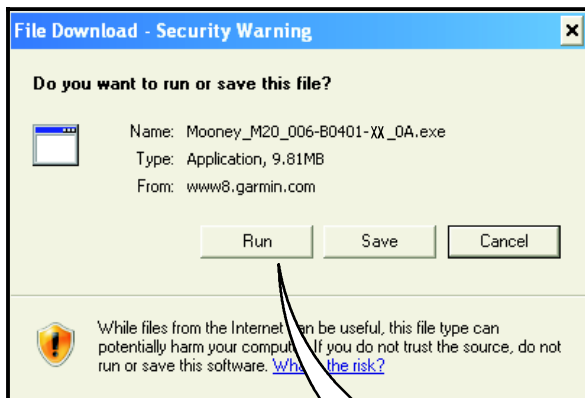 File Download - Security Warning
Do you want to run or save this file?
Name: Mooney_M20_006-B0401-XX_0A.exe
Type: Application, 9.81MB
From: www8.garmin.com
Run Save Cancel
While files from the Internet can be useful, this file type can
potentially harm your computer. If you do not trust the source, do not
run or save this software. What's the risk?